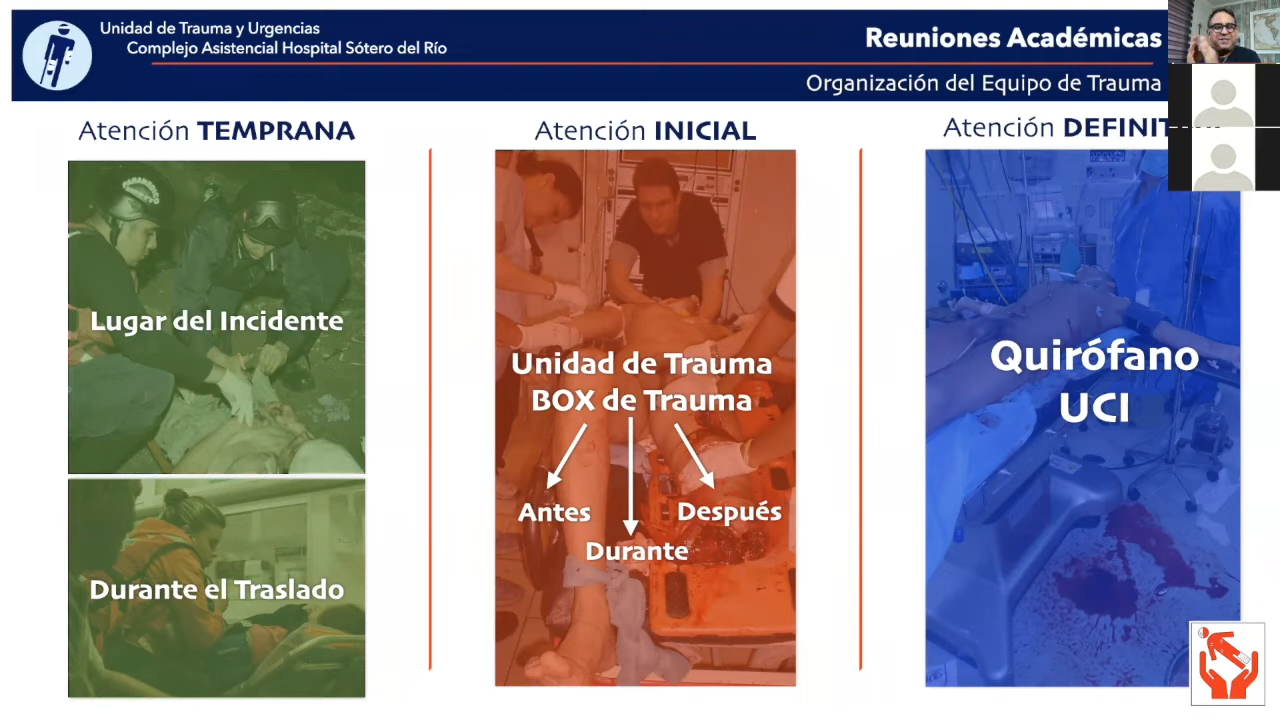 Unidad de Trauma y Urgencias
Complejo Asistencial Hospital Sótero del Río
Reuniones Académicas
Organización del Equipo de Trauma
Atención TEMPRANA
Lugar del Incidente
Durante el Traslado
Atención INICIAL
Unidad de Trauma
BOX de Trauma
Antes
Después
Durante
Atención
Quirófano
UCI